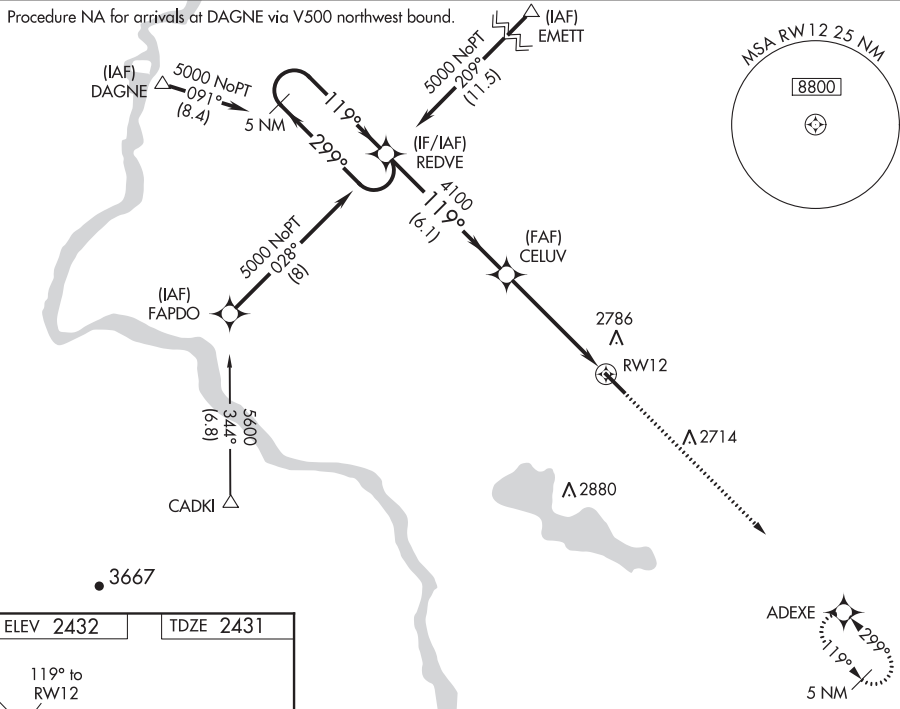 Procedure NA for arrivals at DAGNE via V500 northwest bound.
(IAF)
EMETT
5000 NoPT
209°
(11.5)
MSA RW12 25 NM
8800
(IAF)
DAGNE
5000 NoPT
091°
(8.4)
5 NM
119°
299°
(IF/IAF)
REDVE
4100
119°
(6.1)
(FAF)
CELUV
5000 NoPT
028°
(8)
(IAF)
FAPDO
2786
RW12
5600
344°
(6.8)
2714
CADKI
2880
3667
ELEV 2432
TDZE 2431
119° to
RW12
ADEXE
299°
119°
5 NM